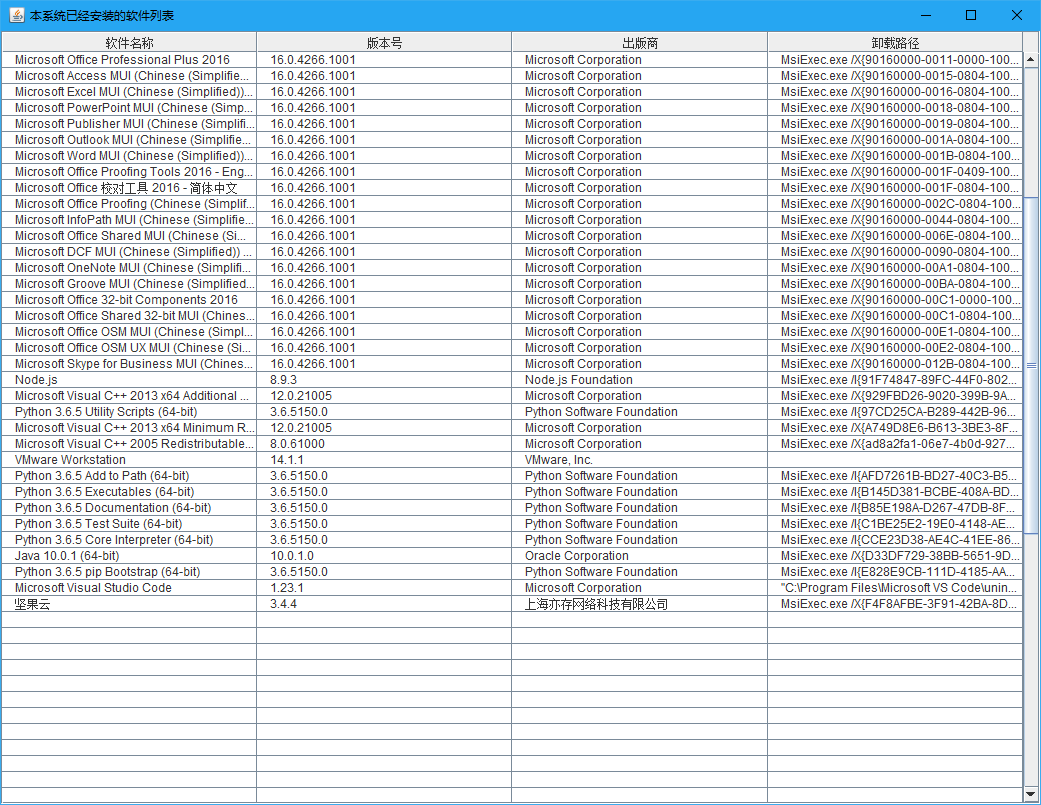 本系统已经安装的软件列表
软件名称 版本号 出版商 卸载路径
Microsoft Office Professional Plus 2016 16.0.4266.1001 Microsoft Corporation MsiExec.exe /X{90160000-0011-0000-100...
Microsoft Access MUI (Chinese (Simplifie... 16.0.4266.1001 Microsoft Corporation MsiExec.exe /X{90160000-0015-0804-100...
Microsoft Excel MUI (Chinese (Simplified))... 16.0.4266.1001 Microsoft Corporation MsiExec.exe /X{90160000-0016-0804-100...
Microsoft PowerPoint MUI (Chinese (Simp... 16.0.4266.1001 Microsoft Corporation MsiExec.exe /X{90160000-0018-0804-100...
Microsoft Publisher MUI (Chinese (Simplifi... 16.0.4266.1001 Microsoft Corporation MsiExec.exe /X{90160000-0019-0804-100...
Microsoft Outlook MUI (Chinese (Simplifie... 16.0.4266.1001 Microsoft Corporation MsiExec.exe /X{90160000-001A-0804-100...
Microsoft Word MUI (Chinese (Simplified))... 16.0.4266.1001 Microsoft Corporation MsiExec.exe /X{90160000-001B-0804-100...
Microsoft Office Proofing Tools 2016 - Eng... 16.0.4266.1001 Microsoft Corporation MsiExec.exe /X{90160000-001F-0409-100...
Microsoft Office 校对工具 2016 - 简体中文 16.0.4266.1001 Microsoft Corporation MsiExec.exe /X{90160000-001F-0804-100...
Microsoft Office Proofing (Chinese (Simplif... 16.0.4266.1001 Microsoft Corporation MsiExec.exe /X{90160000-002C-0804-100...
Microsoft InfoPath MUI (Chinese (Simplifie... 16.0.4266.1001 Microsoft Corporation MsiExec.exe /X{90160000-0044-0804-100...
Microsoft Office Shared MUI (Chinese (Si... 16.0.4266.1001 Microsoft Corporation MsiExec.exe /X{90160000-006E-0804-100...
Microsoft DCF MUI (Chinese (Simplified)) ... 16.0.4266.1001 Microsoft Corporation MsiExec.exe /X{90160000-0090-0804-100...
Microsoft OneNote MUI (Chinese (Simplifi... 16.0.4266.1001 Microsoft Corporation MsiExec.exe /X{90160000-00A1-0804-100...
Microsoft Groove MUI (Chinese (Simplified... 16.0.4266.1001 Microsoft Corporation MsiExec.exe /X{90160000-00BA-0804-100...
Microsoft Office 32-bit Components 2016 16.0.4266.1001 Microsoft Corporation MsiExec.exe /X{90160000-00C1-0000-100...
Microsoft Office Shared 32-bit MUI (Chines... 16.0.4266.1001 Microsoft Corporation MsiExec.exe /X{90160000-00C1-0804-100...
Microsoft Office OSM MUI (Chinese (Simpl... 16.0.4266.1001 Microsoft Corporation MsiExec.exe /X{90160000-00E1-0804-100...
Microsoft Office OSM UX MUI (Chinese (Si... 16.0.4266.1001 Microsoft Corporation MsiExec.exe /X{90160000-00E2-0804-100...
Microsoft Skype for Business MUI (Chines... 16.0.4266.1001 Microsoft Corporation MsiExec.exe /X{90160000-012B-0804-100...
Node.js 8.9.3 Node.js Foundation MsiExec.exe /I{91F74847-89FC-44F0-802...
Microsoft Visual C++ 2013 x64 Additional ... 12.0.21005 Microsoft Corporation MsiExec.exe /X{929FBD26-9020-399B-9A...
Python 3.6.5 Utility Scripts (64-bit) 3.6.5150.0 Python Software Foundation MsiExec.exe /I{97CD25CA-B289-442B-96...
Microsoft Visual C++ 2013 x64 Minimum R... 12.0.21005 Microsoft Corporation MsiExec.exe /X{A749D8E6-B613-3BE3-8F...
Microsoft Visual C++ 2005 Redistributable... 8.0.61000 Microsoft Corporation MsiExec.exe /X{ad8a2fa1-06e7-4b0d-927...
VMware Workstation 14.1.1 VMware, Inc.
Python 3.6.5 Add to Path (64-bit) 3.6.5150.0 Python Software Foundation MsiExec.exe /I{AFD7261B-BD27-40C3-B5...
Python 3.6.5 Executables (64-bit) 3.6.5150.0 Python Software Foundation MsiExec.exe /I{B145D381-BCBE-408A-BD...
Python 3.6.5 Documentation (64-bit) 3.6.5150.0 Python Software Foundation MsiExec.exe /I{B85E198A-D267-47DB-8F...
Python 3.6.5 Test Suite (64-bit) 3.6.5150.0 Python Software Foundation MsiExec.exe /I{C1BE25E2-19E0-4148-AE...
Python 3.6.5 Core Interpreter (64-bit) 3.6.5150.0 Python Software Foundation MsiExec.exe /I{CCE23D38-AE4C-41EE-86...
Java 10.0.1 (64-bit) 10.0.1.0 Oracle Corporation MsiExec.exe /X{D33DF729-38BB-5651-9D...
Python 3.6.5 pip Bootstrap (64-bit) 3.6.5150.0 Python Software Foundation MsiExec.exe /I{E828E9CB-111D-4185-AA...
Microsoft Visual Studio Code 1.23.1 Microsoft Corporation "C:\Program Files\Microsoft VS Code\unin...
坚果云 3.4.4 上海亦存网络科技有限公司 MsiExec.exe /X{F4F8AFBE-3F91-42BA-8D...